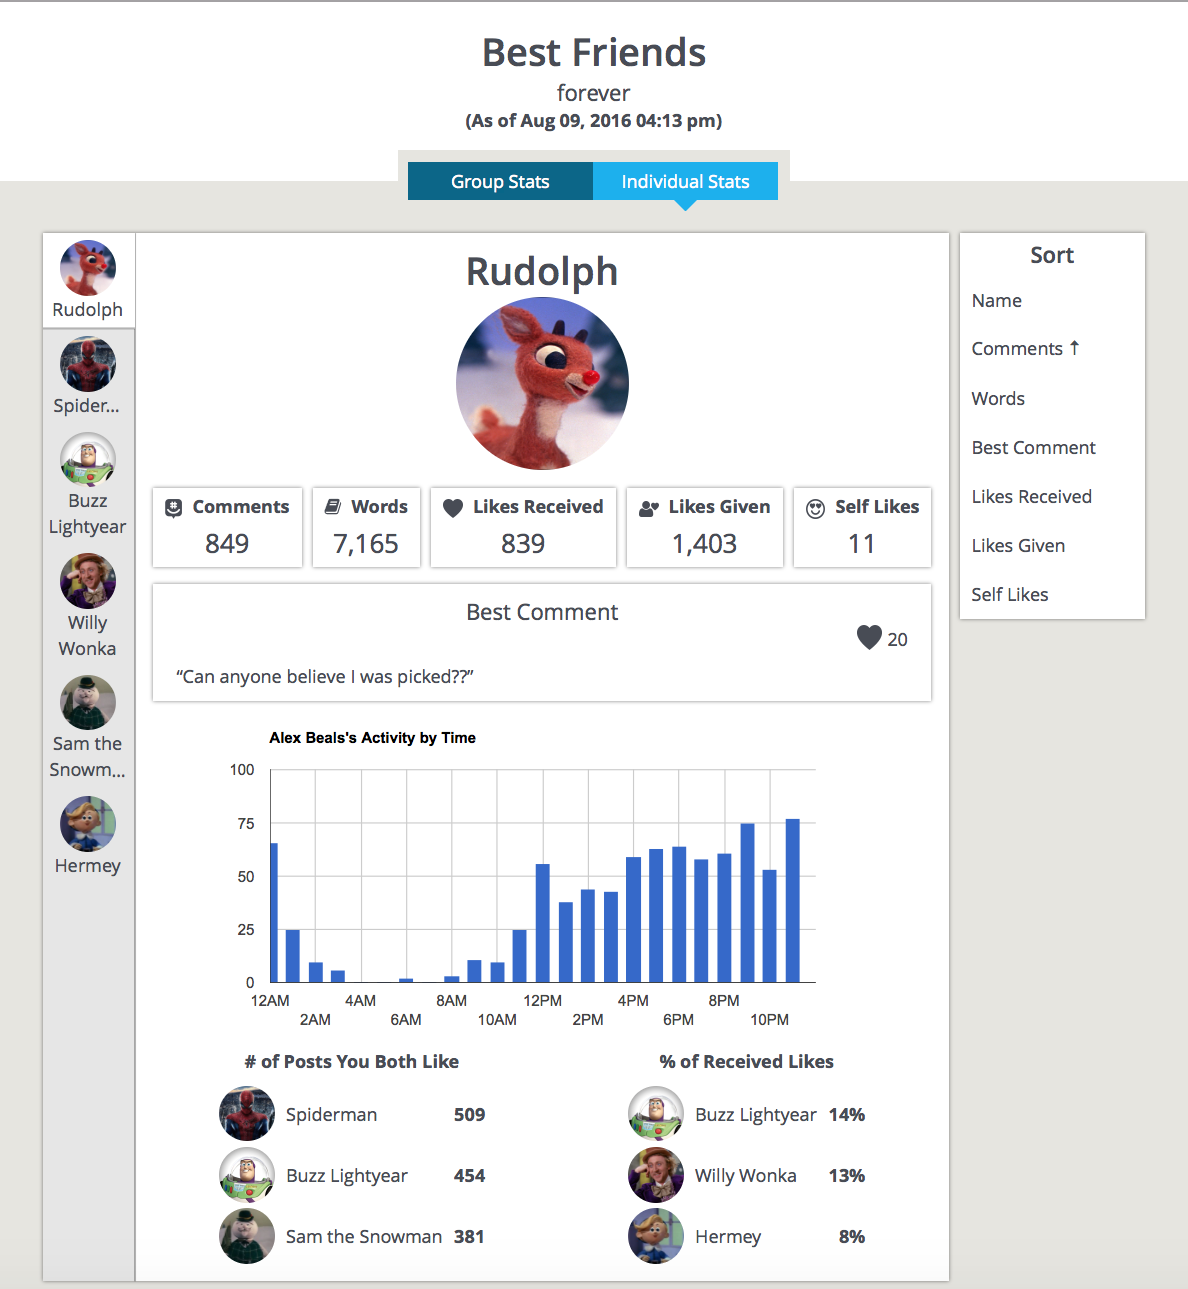 Best Friends
forever
(As of Aug 09, 2016 04:13 pm)
Group Stats Individual Stats
Rudolph
Spider...
Buzz
Lightyear
Willy
Wonka
Sam the
Snowm...
Hermey
Rudolph
Comments Words Likes Received Likes Given Self Likes
849 7,165 839 1,403 11
Best Comment
20
“Can anyone believe I was picked??”
Alex Beals's Activity by Time
100
75
50
25
0
12AM 4AM 8AM 12PM 4PM 8PM
2AM 6AM 10AM 2PM 6PM 10PM
# of Posts You Both Like
Spiderman 509
Buzz Lightyear 454
Sam the Snowman 381
% of Received Likes
Buzz Lightyear 14%
Willy Wonka 13%
Hermey 8%
Sort
Name
Comments ↑
Words
Best Comment
Likes Received
Likes Given
Self Likes